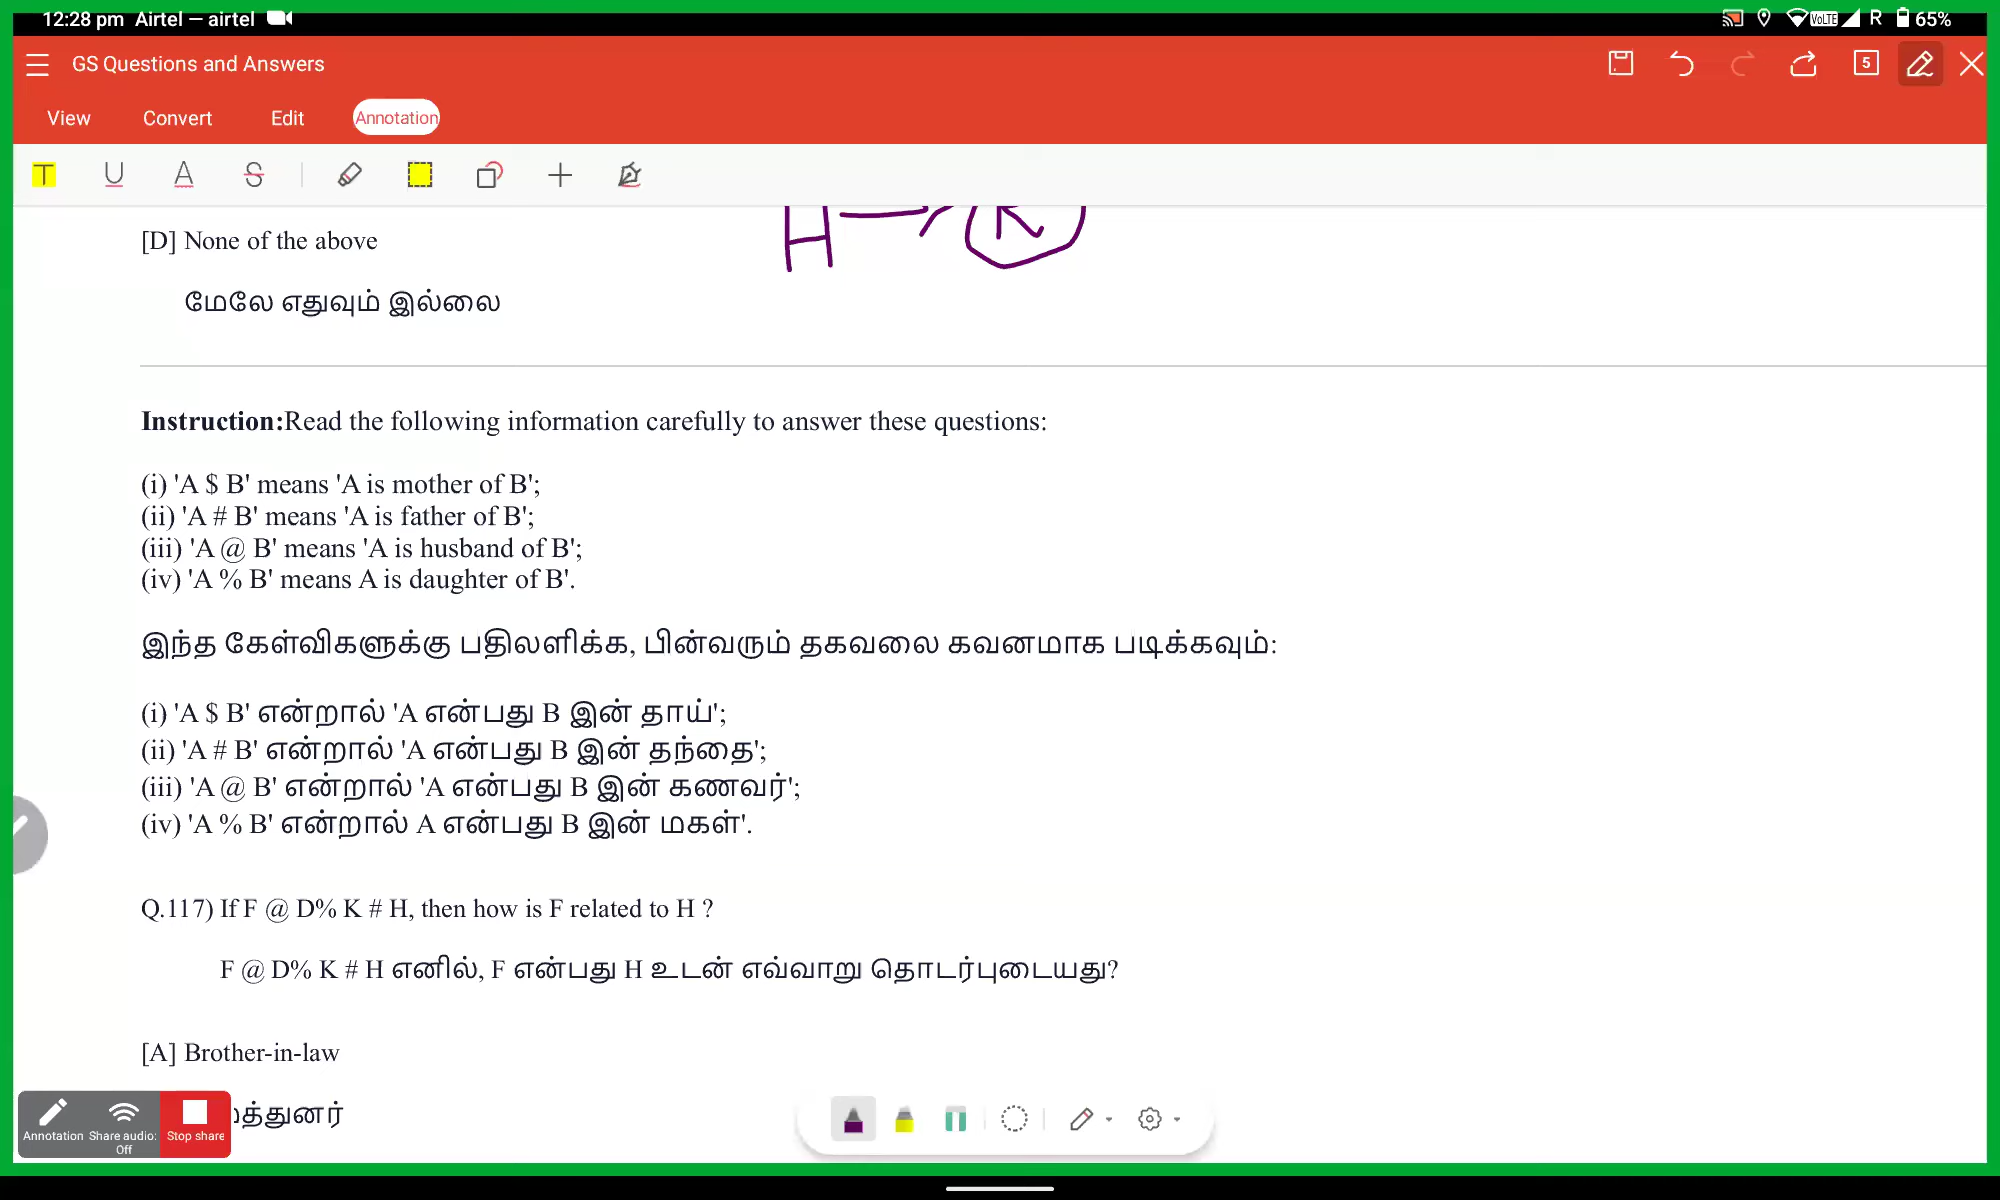 12:28 pm Airtel — airtel
VoLTE R 65%
GS Questions and Answers
5
View Convert Edit Annotation
T U A S
H R
[D] None of the above
மேலே எதுவும் இல்லை
Instruction:Read the following information carefully to answer these questions:
(i) 'A $ B' means 'A is mother of B';
(ii) 'A # B' means 'A is father of B';
(iii) 'A @ B' means 'A is husband of B';
(iv) 'A % B' means A is daughter of B'.
இந்த கேள்விகளுக்கு பதிலளிக்க, பின்வரும் தகவலை கவனமாக படிக்கவும்:
(i) 'A $ B' என்றால் 'A என்பது B இன் தாய்';
(ii) 'A # B' என்றால் 'A என்பது B இன் தந்தை';
(iii) 'A @ B' என்றால் 'A என்பது B இன் கணவர்';
(iv) 'A % B' என்றால் A என்பது B இன் மகள்'.
Q.117) If F @ D% K # H, then how is F related to H ?
F @ D% K # H எனில், F என்பது H உடன் எவ்வாறு தொடர்புடையது?
[A] Brother-in-law
த்துனர்
Annotation Share audio: Off Stop share